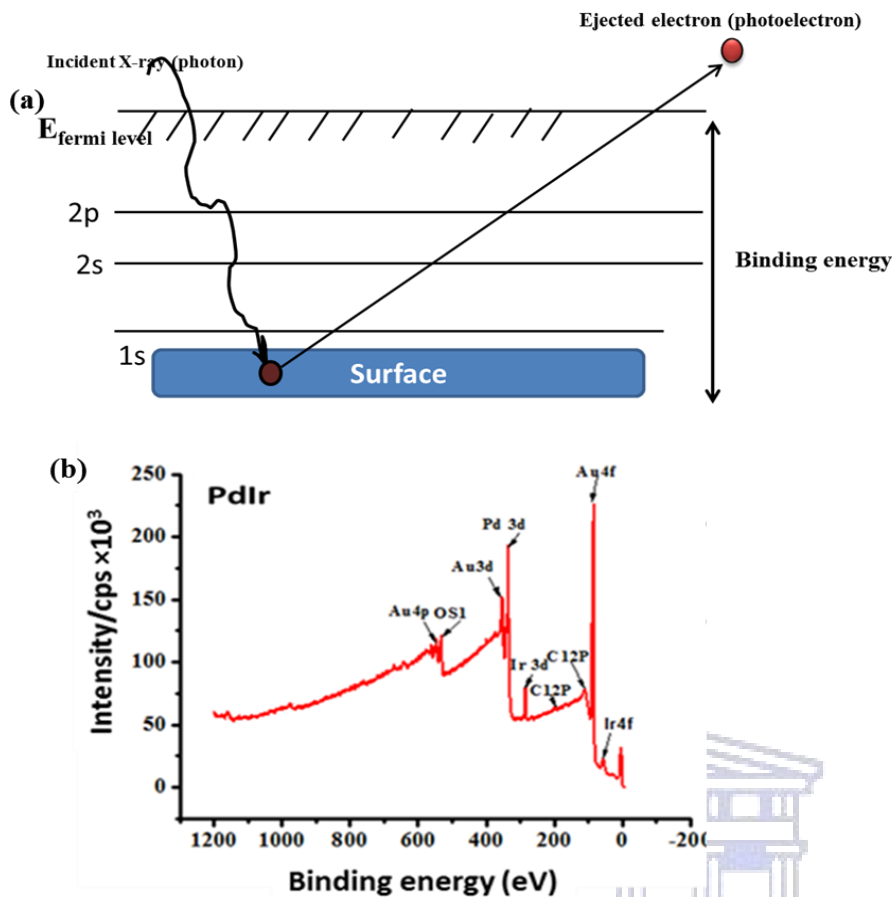 Ejected electron (photoelectron)
Incident X-ray (photon)
(a)
E fermi level
2p
2s
Binding energy
1s
Surface
(b)
PdIr
Intensity/cps ×10³
250
200
150
100
50
0
Au4f
Pd 3d
Au3d
Au4p OS1
Ir 3d
C12P
C12P
Ir4f
1200 1000 800 600 400 200 0 -200
Binding energy (eV)